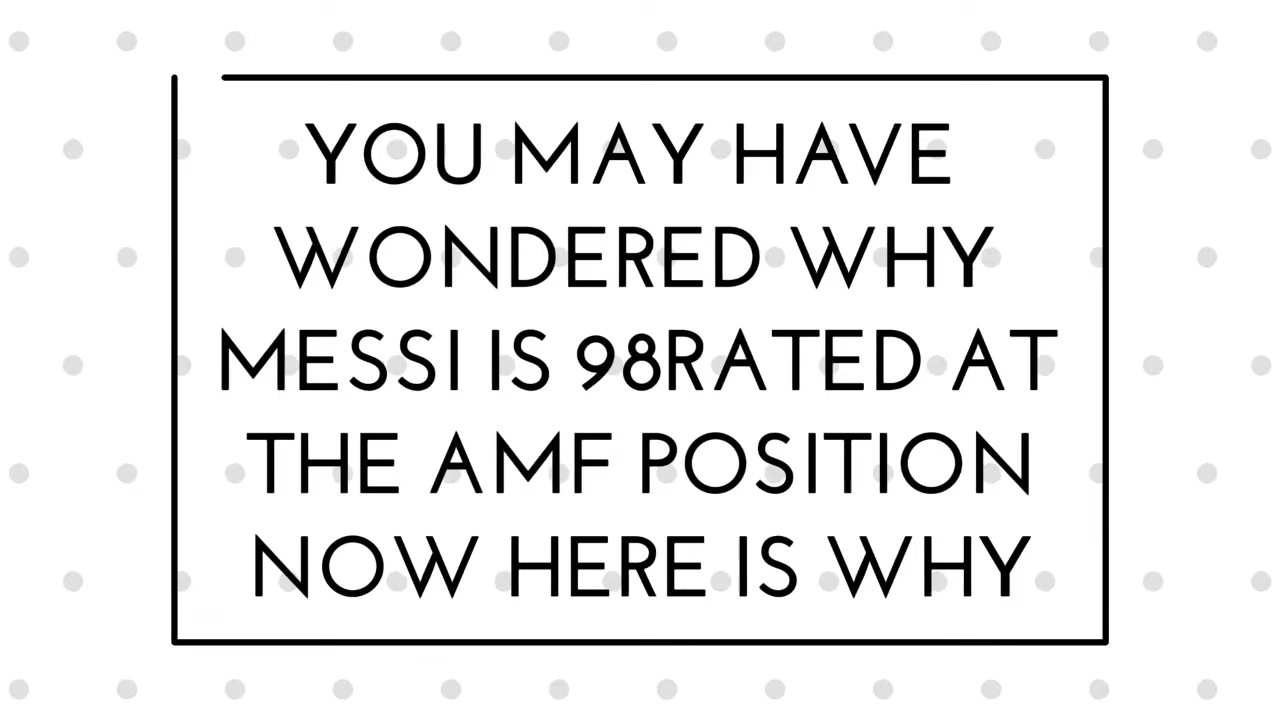 YOU MAY HAVE
WONDERED WHY
MESSI IS 98RATED AT
THE AMF POSITION
NOW HERE IS WHY